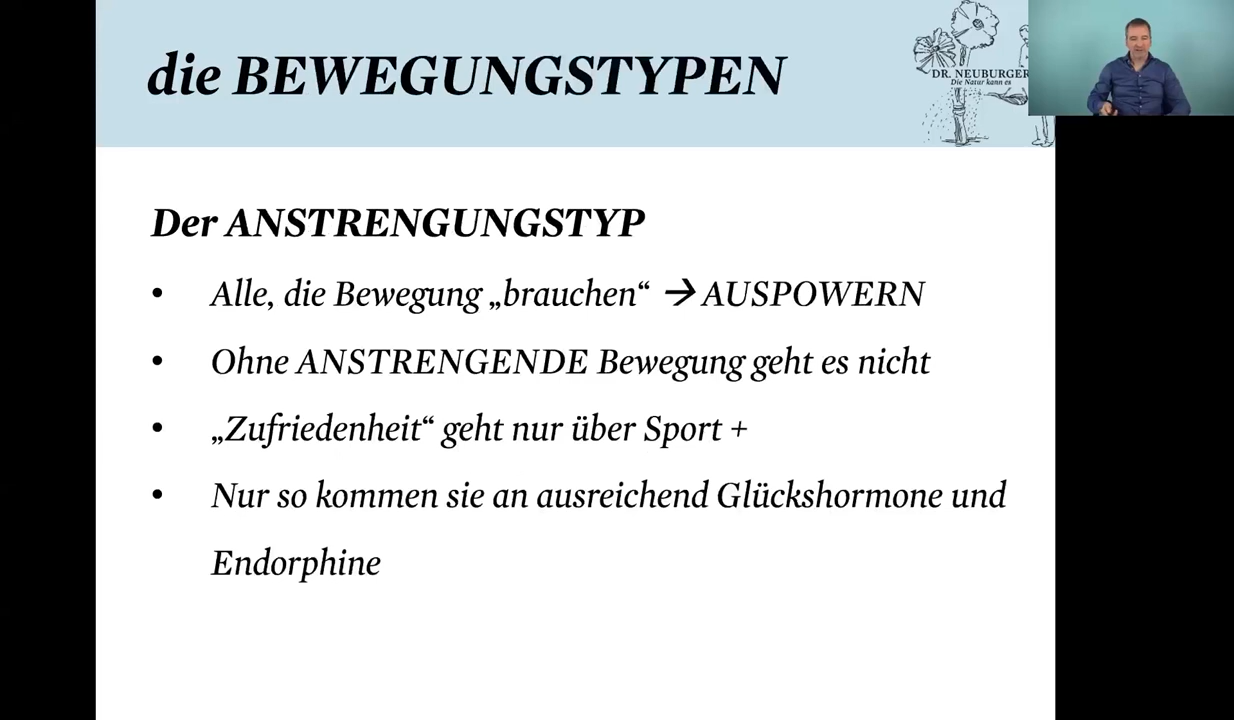 die BEWEGUNGSTYPEN
DR. NEUBURGER
Die Natur kann es
Der ANSTRENGUNGSTYP
• Alle, die Bewegung „brauchen“ → AUSPOWERN
• Ohne ANSTRENGENDE Bewegung geht es nicht
• „Zufriedenheit“ geht nur über Sport +
• Nur so kommen sie an ausreichend Glückshormone und
Endorphine